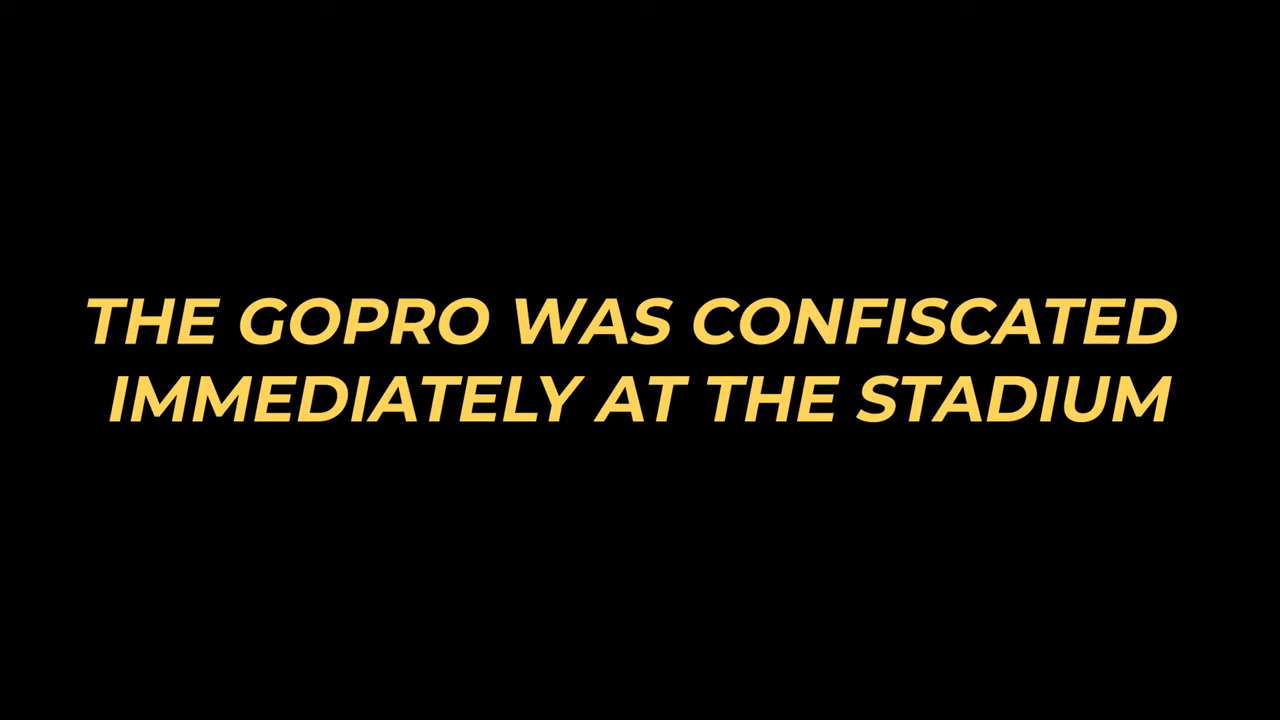 THE GOPRO WAS CONFISCATED
IMMEDIATELY AT THE STADIUM